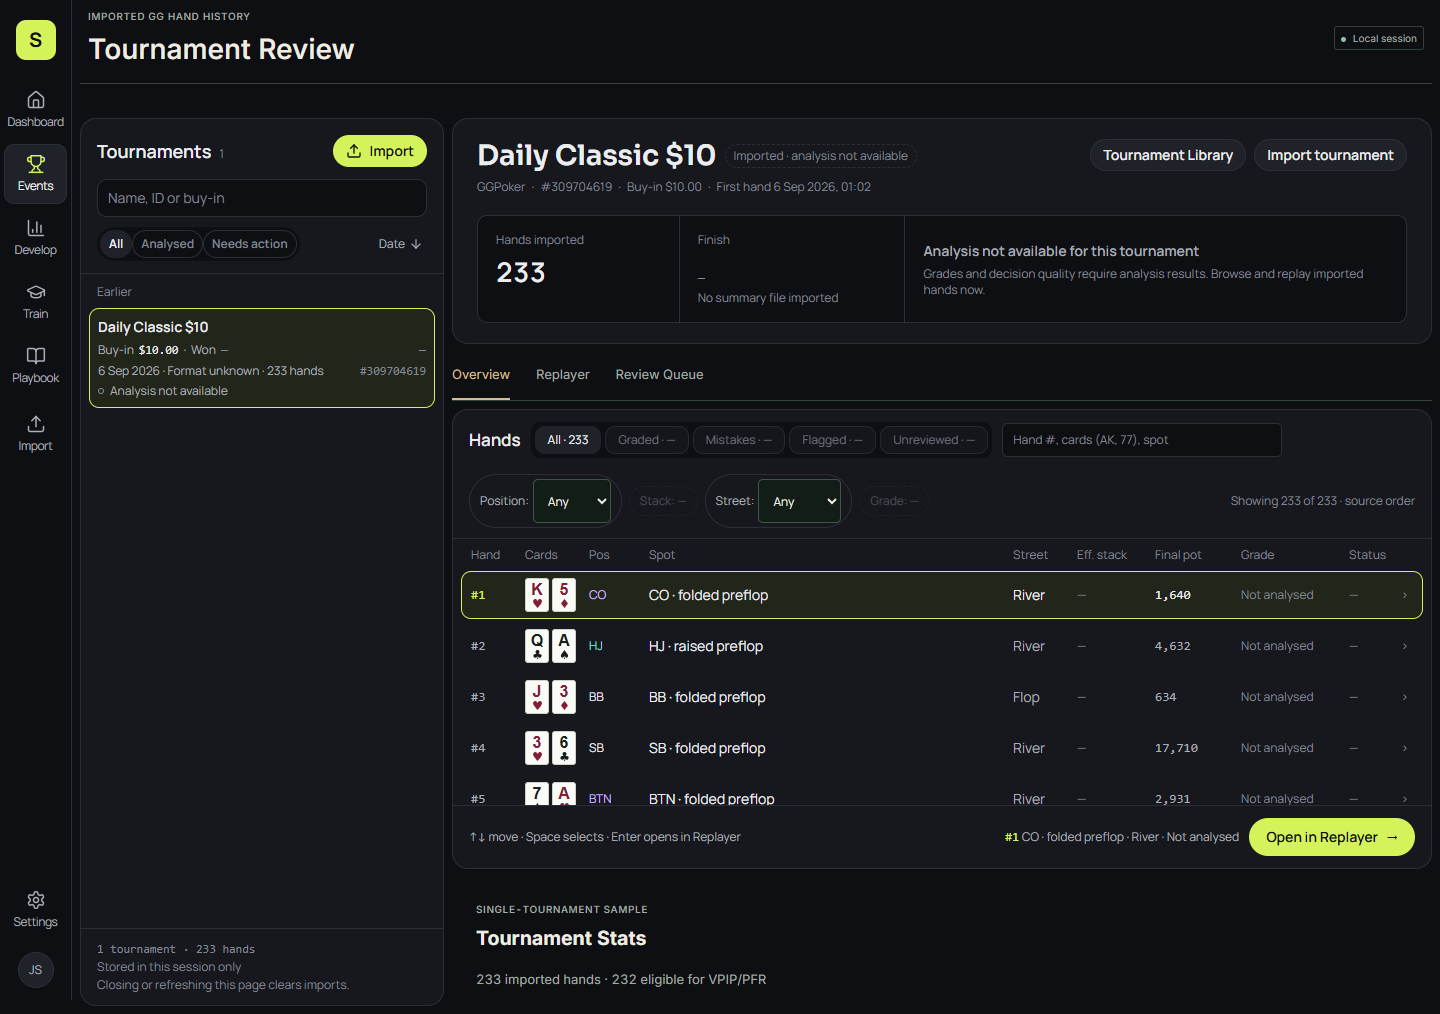 S
Dashboard
Events
Develop
Train
Playbook
Import
Settings
JS
IMPORTED GG HAND HISTORY
Tournament Review
Local session
Tournaments 1
Import
Name, ID or buy-in
All Analysed Needs action Date ↓
Earlier
Daily Classic $10
Buy-in $10.00 · Won — —
6 Sep 2026 · Format unknown · 233 hands #309704619
Analysis not available
1 tournament · 233 hands
Stored in this session only
Closing or refreshing this page clears imports.
Daily Classic $10 Imported · analysis not available
Tournament Library Import tournament
GGPoker · #309704619 · Buy-in $10.00 · First hand 6 Sep 2026, 01:02
Hands imported
233
Finish
—
No summary file imported
Analysis not available for this tournament
Grades and decision quality require analysis results. Browse and replay imported
hands now.
Overview Replayer Review Queue
Hands All · 233 Graded · — Mistakes · — Flagged · — Unreviewed · — Hand #, cards (AK, 77), spot
Position: Any Stack: — Street: Any Grade: — Showing 233 of 233 · source order
Hand Cards Pos Spot Street Eff. stack Final pot Grade Status
#1 K♥ 5♦ CO CO · folded preflop River — 1,640 Not analysed — ›
#2 Q♣ A♠ HJ HJ · raised preflop River — 4,632 Not analysed — ›
#3 J♥ 3♦ BB BB · folded preflop Flop — 634 Not analysed — ›
#4 3♥ 6♣ SB SB · folded preflop River — 17,710 Not analysed — ›
#5 7 A BTN BTN · folded preflop River — 2,931 Not analysed — ›
↑↓ move · Space selects · Enter opens in Replayer
#1 CO · folded preflop · River · Not analysed
Open in Replayer →
SINGLE-TOURNAMENT SAMPLE
Tournament Stats
233 imported hands · 232 eligible for VPIP/PFR